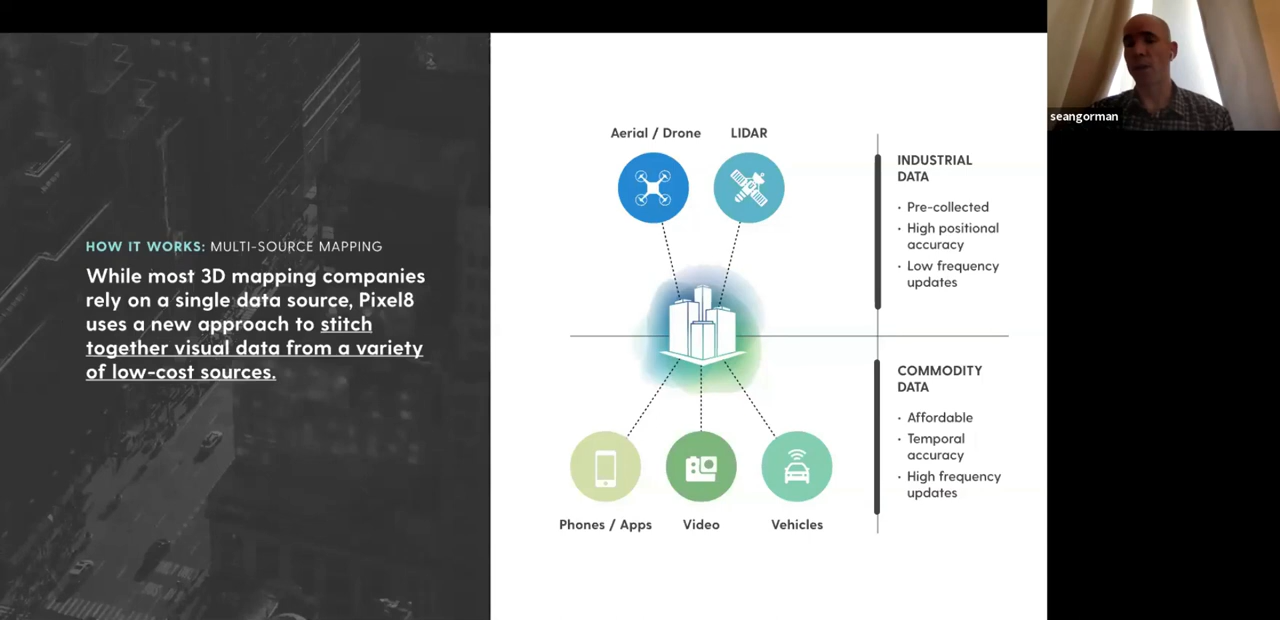 HOW IT WORKS: MULTI-SOURCE MAPPING
While most 3D mapping companies
rely on a single data source, Pixel8
uses a new approach to stitch
together visual data from a variety
of low-cost sources.
Aerial / Drone
LIDAR
INDUSTRIAL
DATA
· Pre-collected
· High positional
accuracy
· Low frequency
updates
COMMODITY
DATA
· Affordable
· Temporal
accuracy
· High frequency
updates
Phones / Apps
Video
Vehicles
seangorman